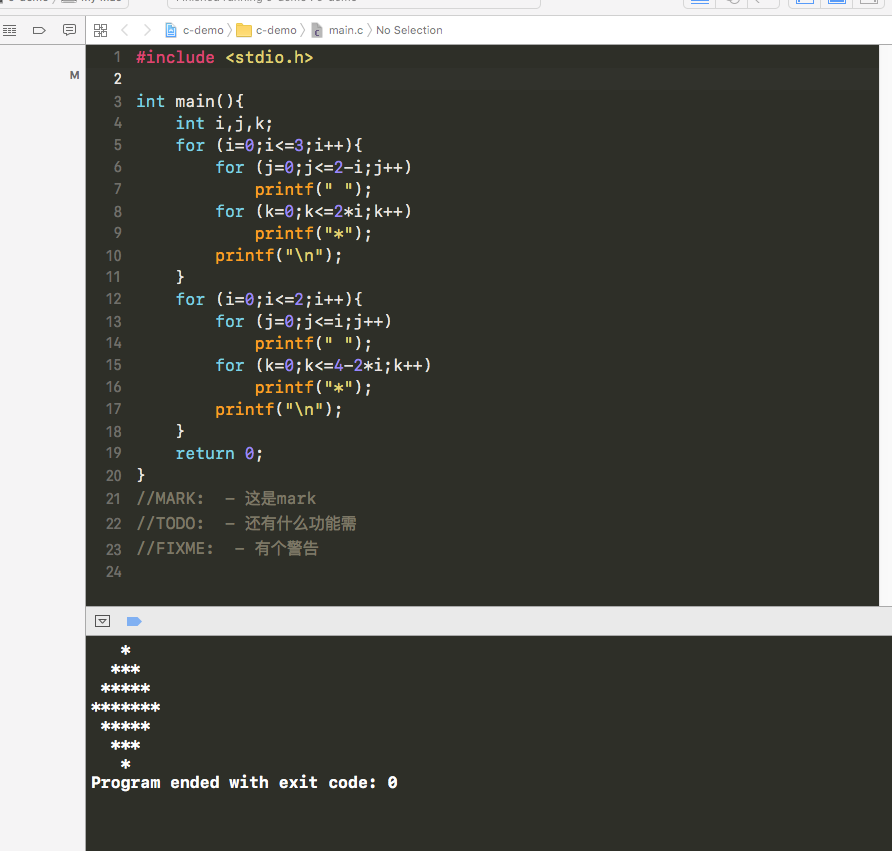 c-demo 〉 c-demo 〉 main.c 〉 No Selection
M
1 #include <stdio.h>
2
3 int main(){
4     int i,j,k;
5     for (i=0;i<=3;i++){
6         for (j=0;j<=2-i;j++)
7             printf(" ");
8         for (k=0;k<=2*i;k++)
9             printf("*");
10         printf("\n");
11     }
12     for (i=0;i<=2;i++){
13         for (j=0;j<=i;j++)
14             printf(" ");
15         for (k=0;k<=4-2*i;k++)
16             printf("*");
17         printf("\n");
18     }
19     return 0;
20 }
21 //MARK:  - 这是mark
22 //TODO:  - 还有什么功能需
23 //FIXME:  - 有个警告
24
   *
  ***
 *****
*******
 *****
  ***
   *
Program ended with exit code: 0